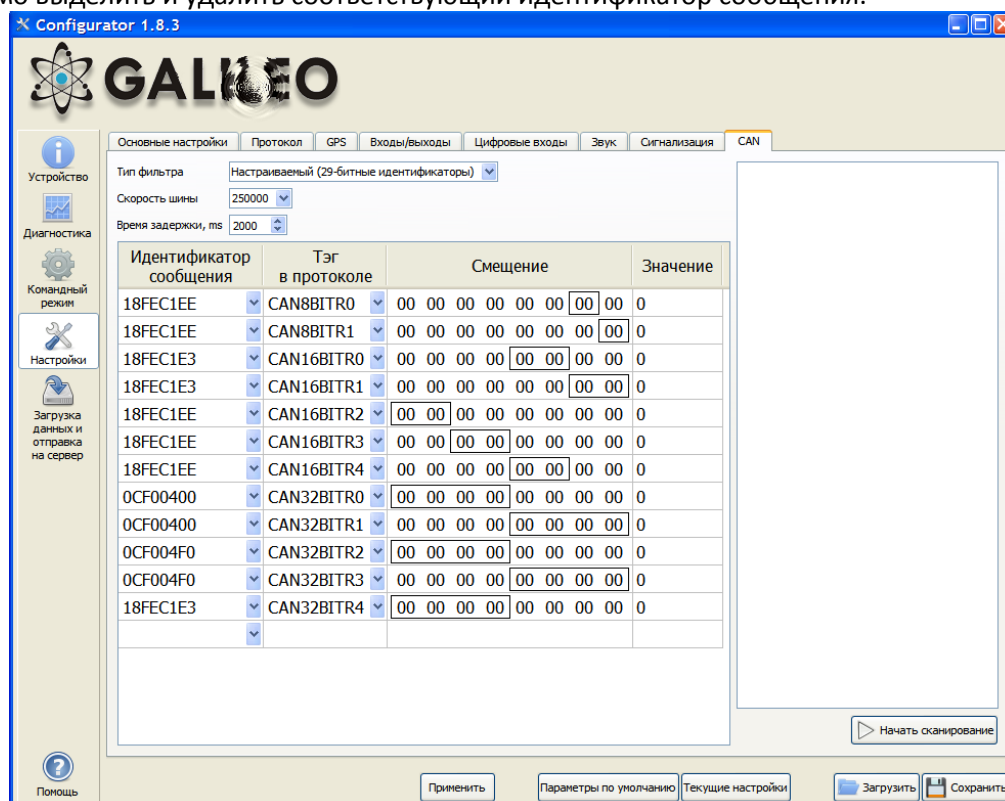 мо выделить и удалить соответствующий идентификатор сообщения.
Configurator 1.8.3
GALILEO
Основные настройки Протокол GPS Входы/выходы Цифровые входы Звук Сигнализация CAN
Устройство
Диагностика
Командный
режим
Настройки
Загрузка
данных и
отправка
на сервер
Помощь
Тип фильтра Настраиваемый (29-битные идентификаторы)
Скорость шины 250000
Время задержки, ms 2000
Идентификатор
сообщения
Тэг
в протоколе
Смещение
Значение
18FEC1EE CAN8BITR0 00 00 00 00 00 00 00 00 0
18FEC1EE CAN8BITR1 00 00 00 00 00 00 00 00 0
18FEC1E3 CAN16BITR0 00 00 00 00 00 00 00 00 0
18FEC1E3 CAN16BITR1 00 00 00 00 00 00 00 00 0
18FEC1EE CAN16BITR2 00 00 00 00 00 00 00 00 0
18FEC1EE CAN16BITR3 00 00 00 00 00 00 00 00 0
18FEC1EE CAN16BITR4 00 00 00 00 00 00 00 00 0
0CF00400 CAN32BITR0 00 00 00 00 00 00 00 00 0
0CF00400 CAN32BITR1 00 00 00 00 00 00 00 00 0
0CF004F0 CAN32BITR2 00 00 00 00 00 00 00 00 0
0CF004F0 CAN32BITR3 00 00 00 00 00 00 00 00 0
18FEC1E3 CAN32BITR4 00 00 00 00 00 00 00 00 0
Начать сканирование
Применить Параметры по умолчанию Текущие настройки Загрузить Сохранить